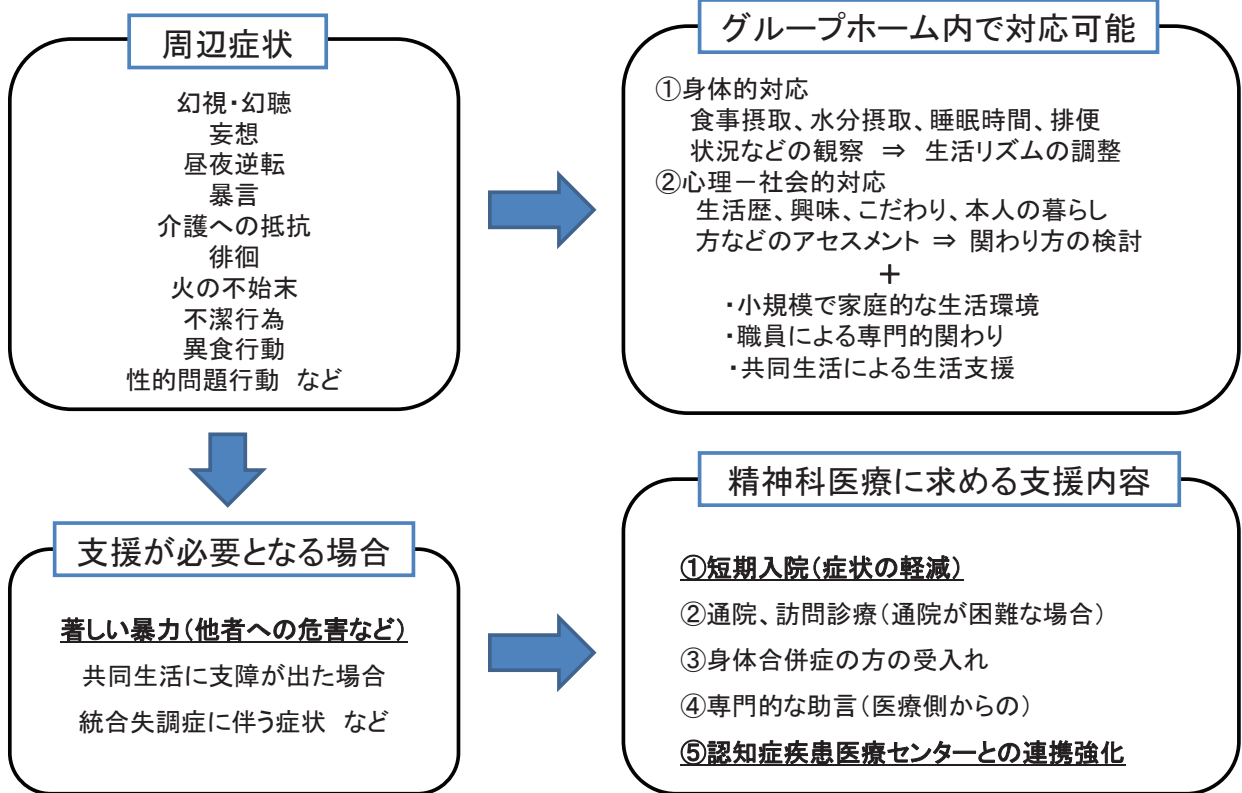 周辺症状
幻視・幻聴
妄想
昼夜逆転
暴言
介護への抵抗
徘徊
火の不始末
不潔行為
異食行動
性的問題行動 など
グループホーム内で対応可能
①身体的対応
食事摂取、水分摂取、睡眠時間、排便
状況などの観察 ⇒ 生活リズムの調整
②心理－社会的対応
生活歴、興味、こだわり、本人の暮らし
方などのアセスメント ⇒ 関わり方の検討
＋
・小規模で家庭的な生活環境
・職員による専門的関わり
・共同生活による生活支援
支援が必要となる場合
著しい暴力（他者への危害など）
共同生活に支障が出た場合
統合失調症に伴う症状 など
精神科医療に求める支援内容
①短期入院（症状の軽減）
②通院、訪問診療（通院が困難な場合）
③身体合併症の方の受入れ
④専門的な助言（医療側からの）
⑤認知症疾患医療センターとの連携強化